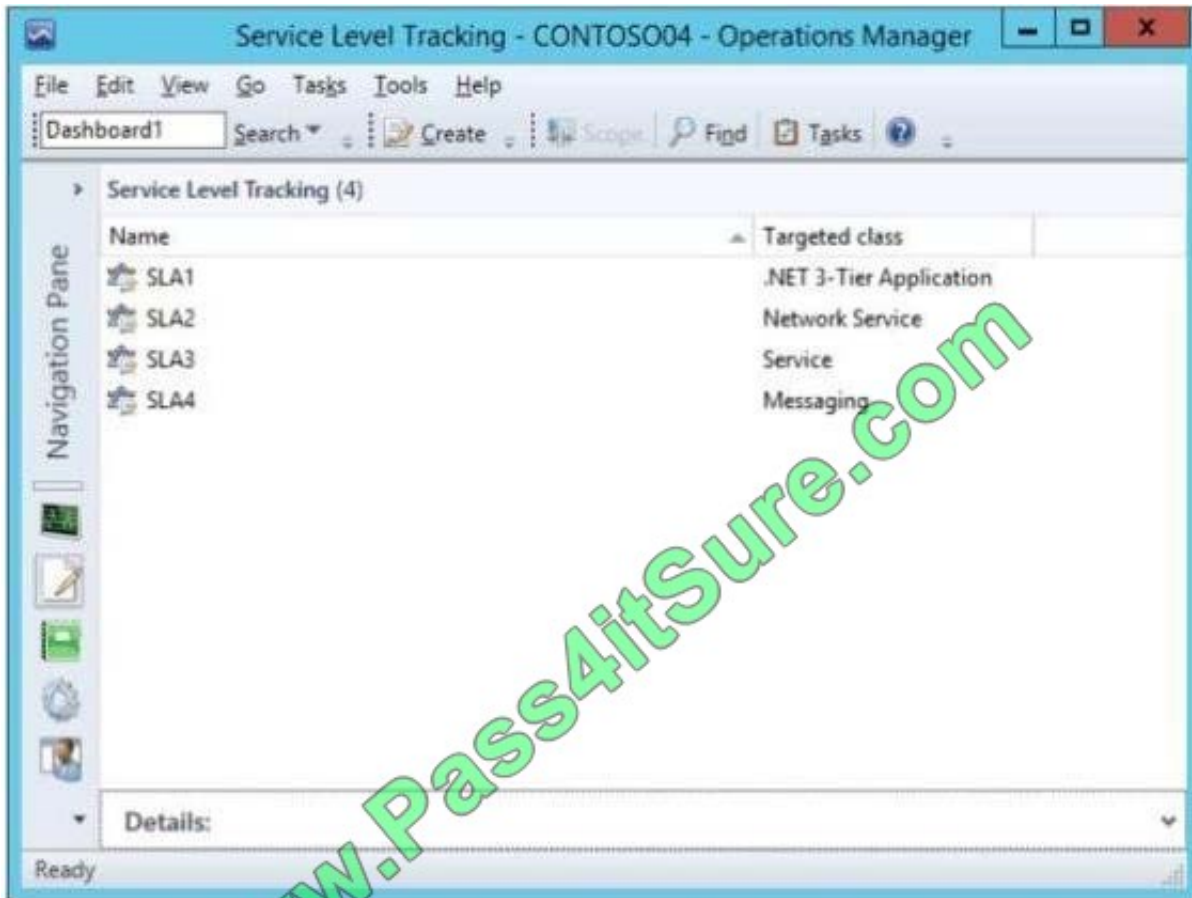 Service Level Tracking - CONTOSO04 - Operations Manager
File Edit View Go Tasks Tools Help
Dashboard1 Search Create Scope Find Tasks
Service Level Tracking (4)
Navigation Pane
Name Targeted class
SLA1 .NET 3-Tier Application
SLA2 Network Service
SLA3 Service
SLA4 Messaging
Details:
Ready
www.Pass4itSure.com